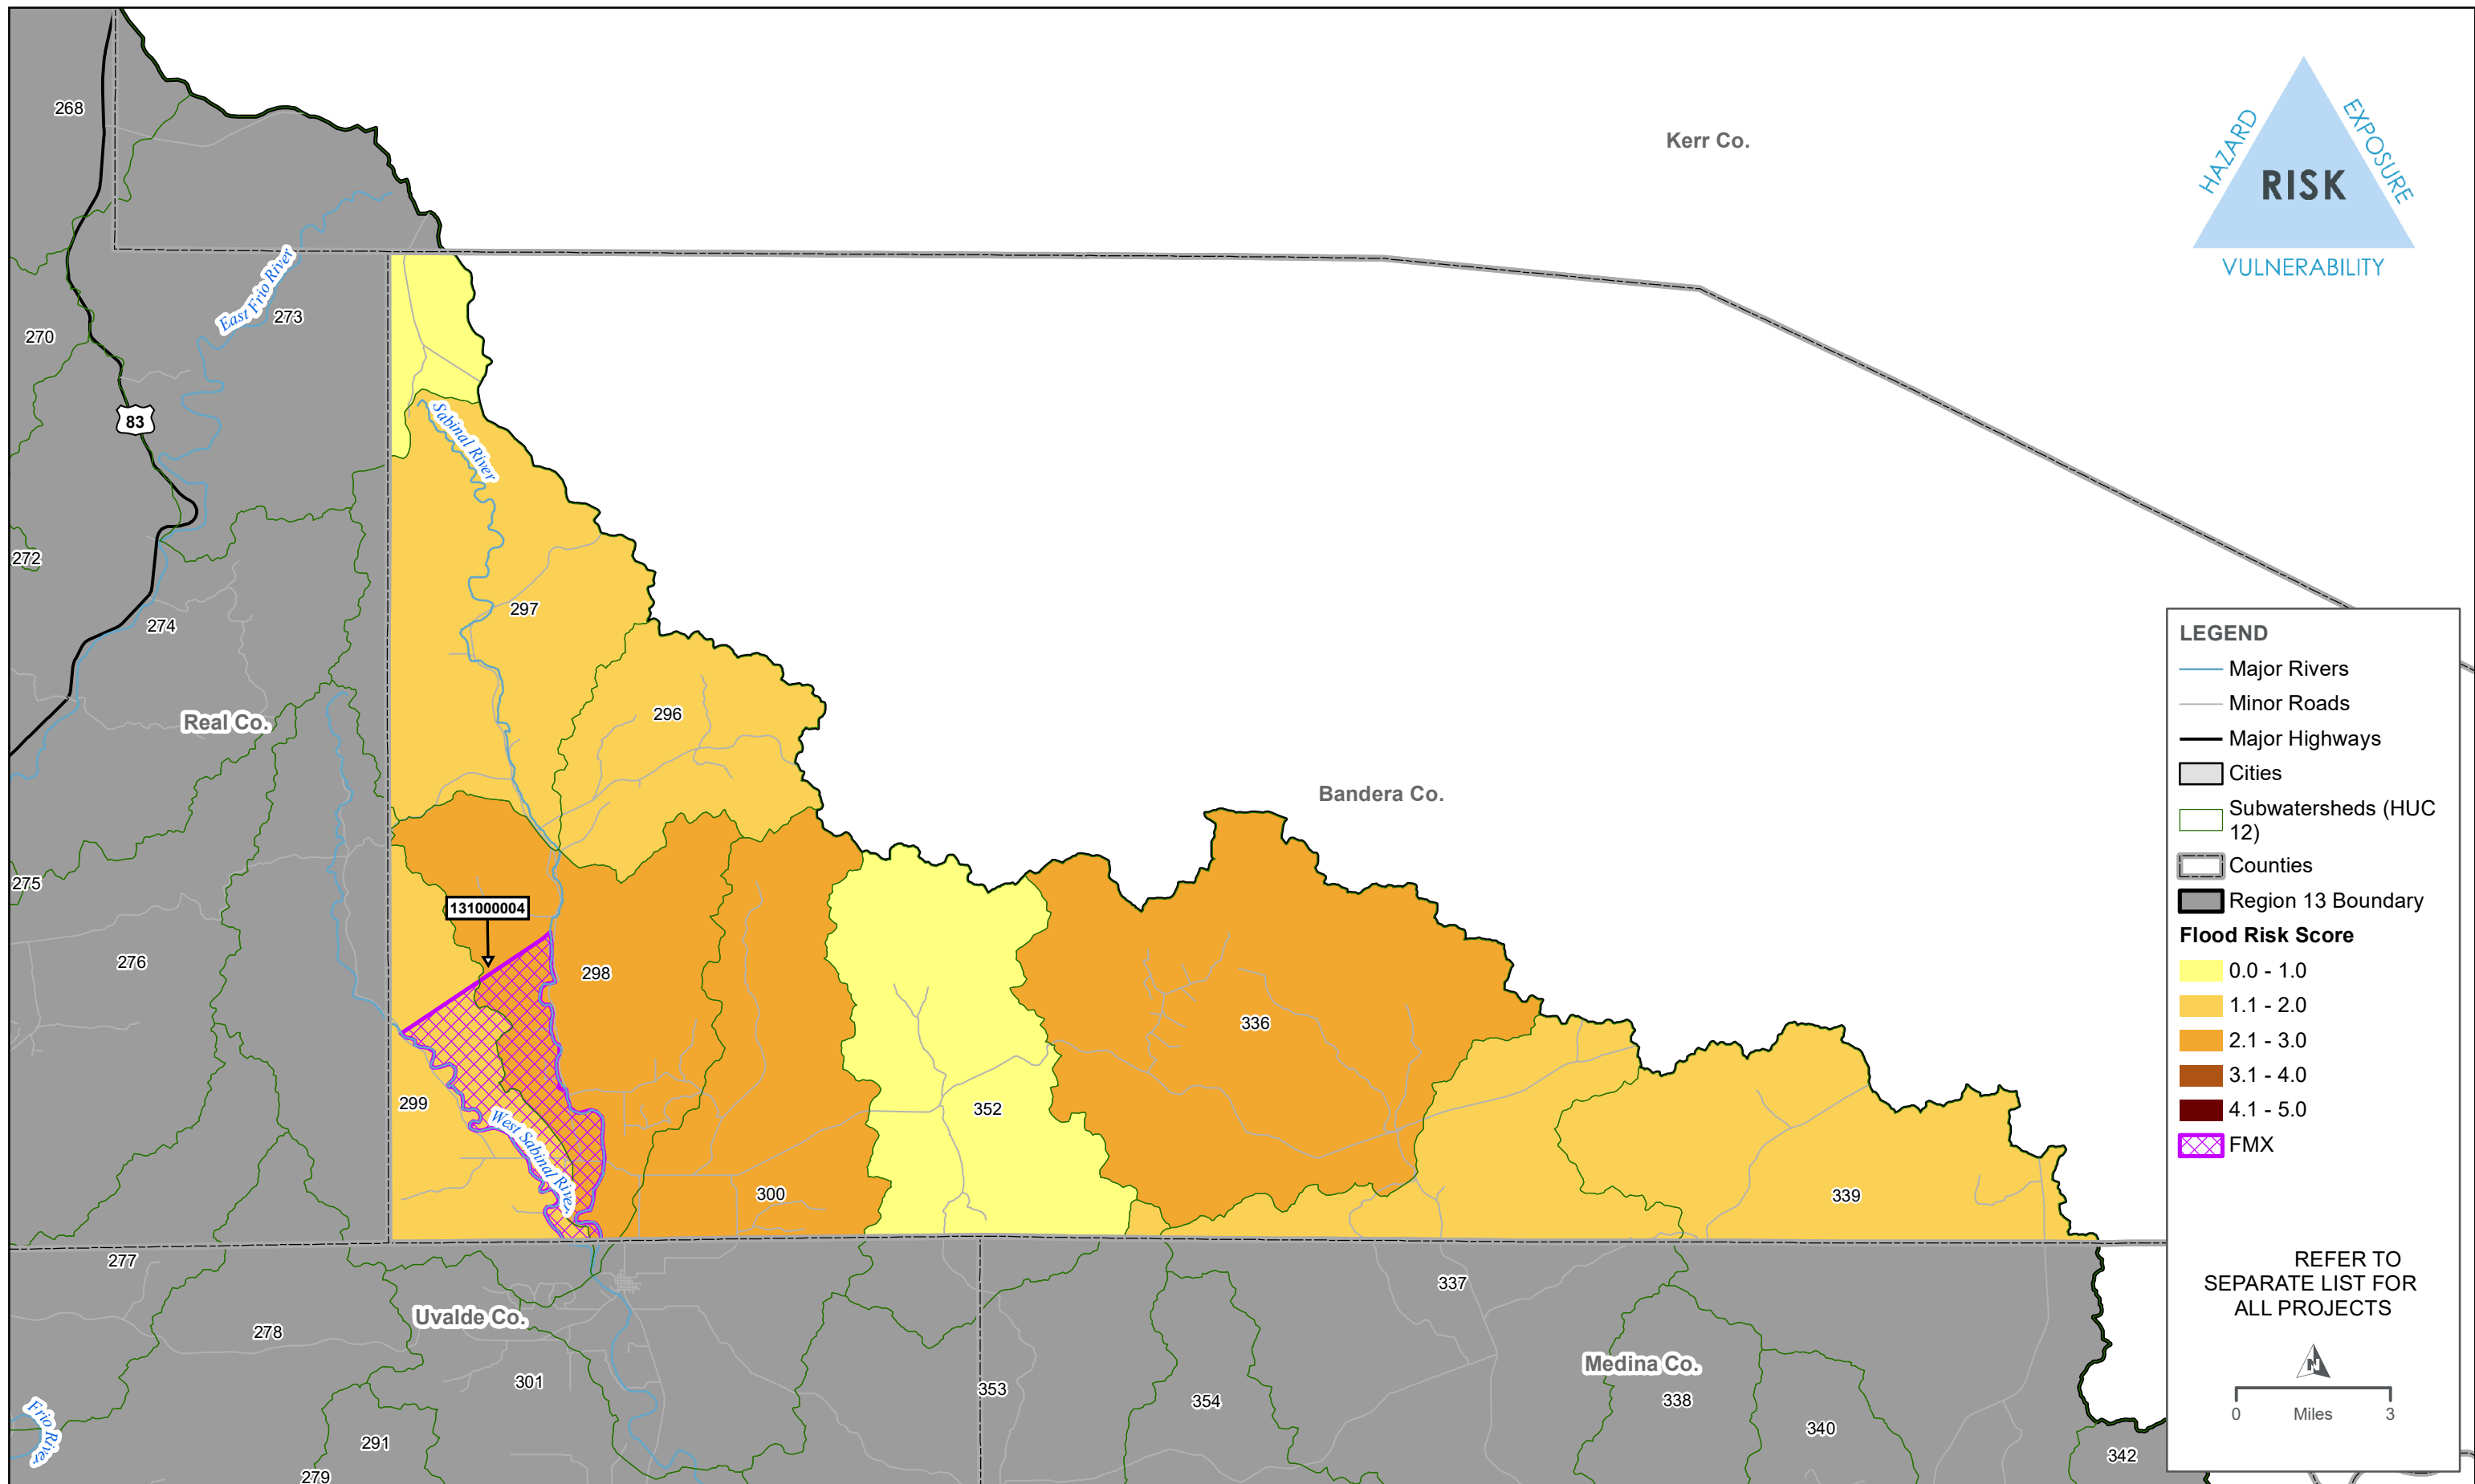 268
Kerr Co.
HAZARD
EXPOSURE
RISK
VULNERABILITY
East Frio River
273
270
83
Sabinal River
272
297
274
296
Real Co.
Bandera Co.
275
131000004
276
298
336
299
352
West Sabinal River
300
339
277
337
Uvalde Co.
278
Medina Co.
301
353
354
338
340
Frio River
291
279
342
LEGEND
Major Rivers
Minor Roads
Major Highways
Cities
Subwatersheds (HUC
12)
Counties
Region 13 Boundary
Flood Risk Score
0.0 - 1.0
1.1 - 2.0
2.1 - 3.0
3.1 - 4.0
4.1 - 5.0
FMX
REFER TO
SEPARATE LIST FOR
ALL PROJECTS
N
0 Miles 3